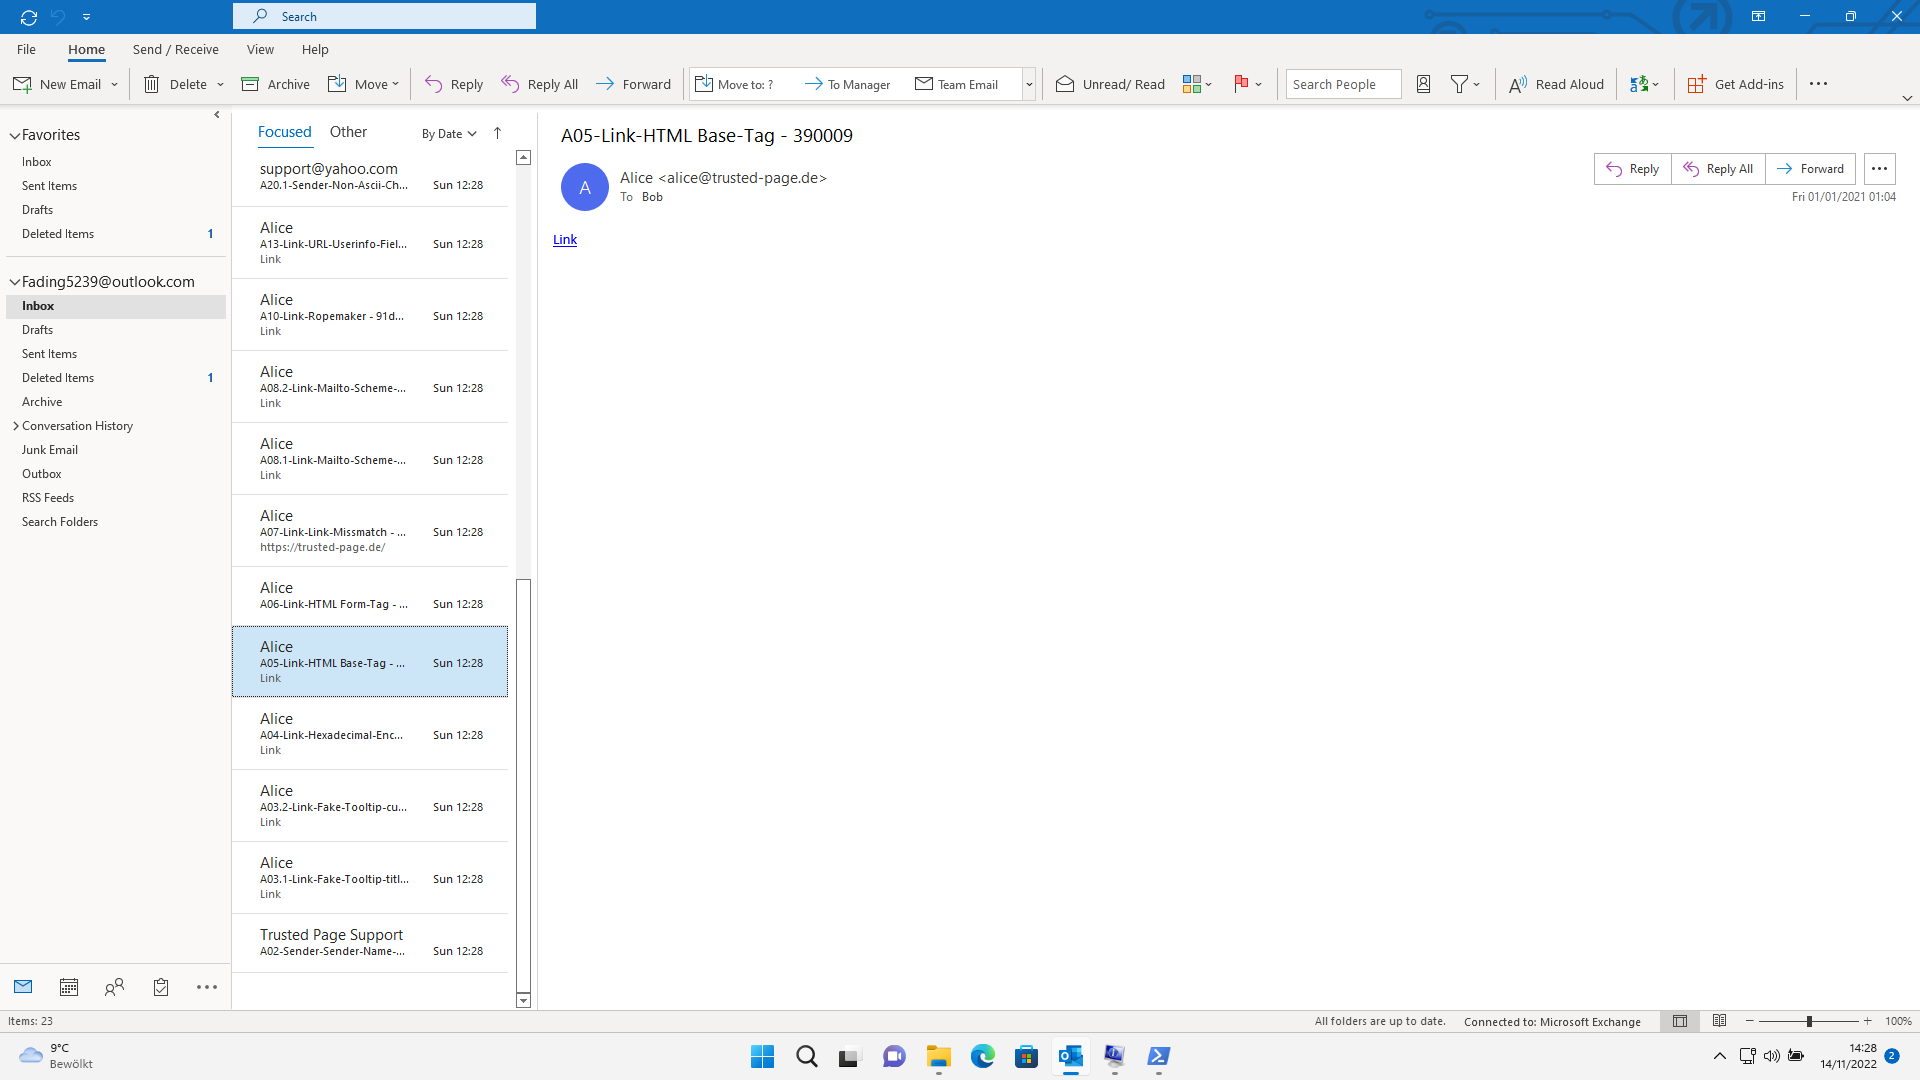 Search
File Home Send / Receive View Help
New Email Delete Archive Move Reply Reply All Forward Move to: ? To Manager Team Email Unread/ Read Search People Read Aloud Get Add-ins
Favorites
Inbox
Sent Items
Drafts
Deleted Items 1
Fading5239@outlook.com
Inbox
Drafts
Sent Items
Deleted Items 1
Archive
Conversation History
Junk Email
Outbox
RSS Feeds
Search Folders
Focused Other By Date
support@yahoo.com
A20.1-Sender-Non-Ascii-Ch... Sun 12:28
Alice
A13-Link-URL-Userinfo-Fiel... Sun 12:28
Link
Alice
A10-Link-Ropemaker - 91d... Sun 12:28
Link
Alice
A08.2-Link-Mailto-Scheme-... Sun 12:28
Link
Alice
A08.1-Link-Mailto-Scheme-... Sun 12:28
Link
Alice
A07-Link-Link-Missmatch - ... Sun 12:28
https://trusted-page.de/
Alice
A06-Link-HTML Form-Tag - ... Sun 12:28
Alice
A05-Link-HTML Base-Tag - ... Sun 12:28
Link
Alice
A04-Link-Hexadecimal-Enc... Sun 12:28
Link
Alice
A03.2-Link-Fake-Tooltip-cu... Sun 12:28
Link
Alice
A03.1-Link-Fake-Tooltip-titl... Sun 12:28
Link
Trusted Page Support
A02-Sender-Sender-Name-... Sun 12:28
A05-Link-HTML Base-Tag - 390009
A
Alice <alice@trusted-page.de>
To Bob
Reply Reply All Forward
Fri 01/01/2021 01:04
Link
Items: 23
All folders are up to date. Connected to: Microsoft Exchange 100%
9°C
Bewölkt
14:28
14/11/2022
2